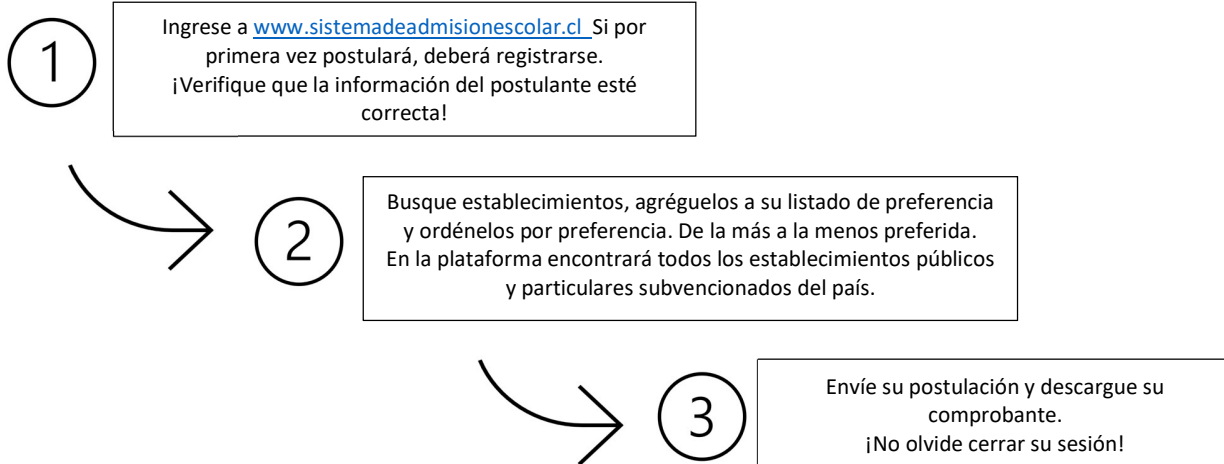 1
Ingrese a www.sistemadeadmisionescolar.cl Si por
primera vez postulará, deberá registrarse.
¡Verifique que la información del postulante esté
correcta!
2
Busque establecimientos, agréguelos a su listado de preferencia
y ordénelos por preferencia. De la más a la menos preferida.
En la plataforma encontrará todos los establecimientos públicos
y particulares subvencionados del país.
3
Envíe su postulación y descargue su
comprobante.
¡No olvide cerrar su sesión!